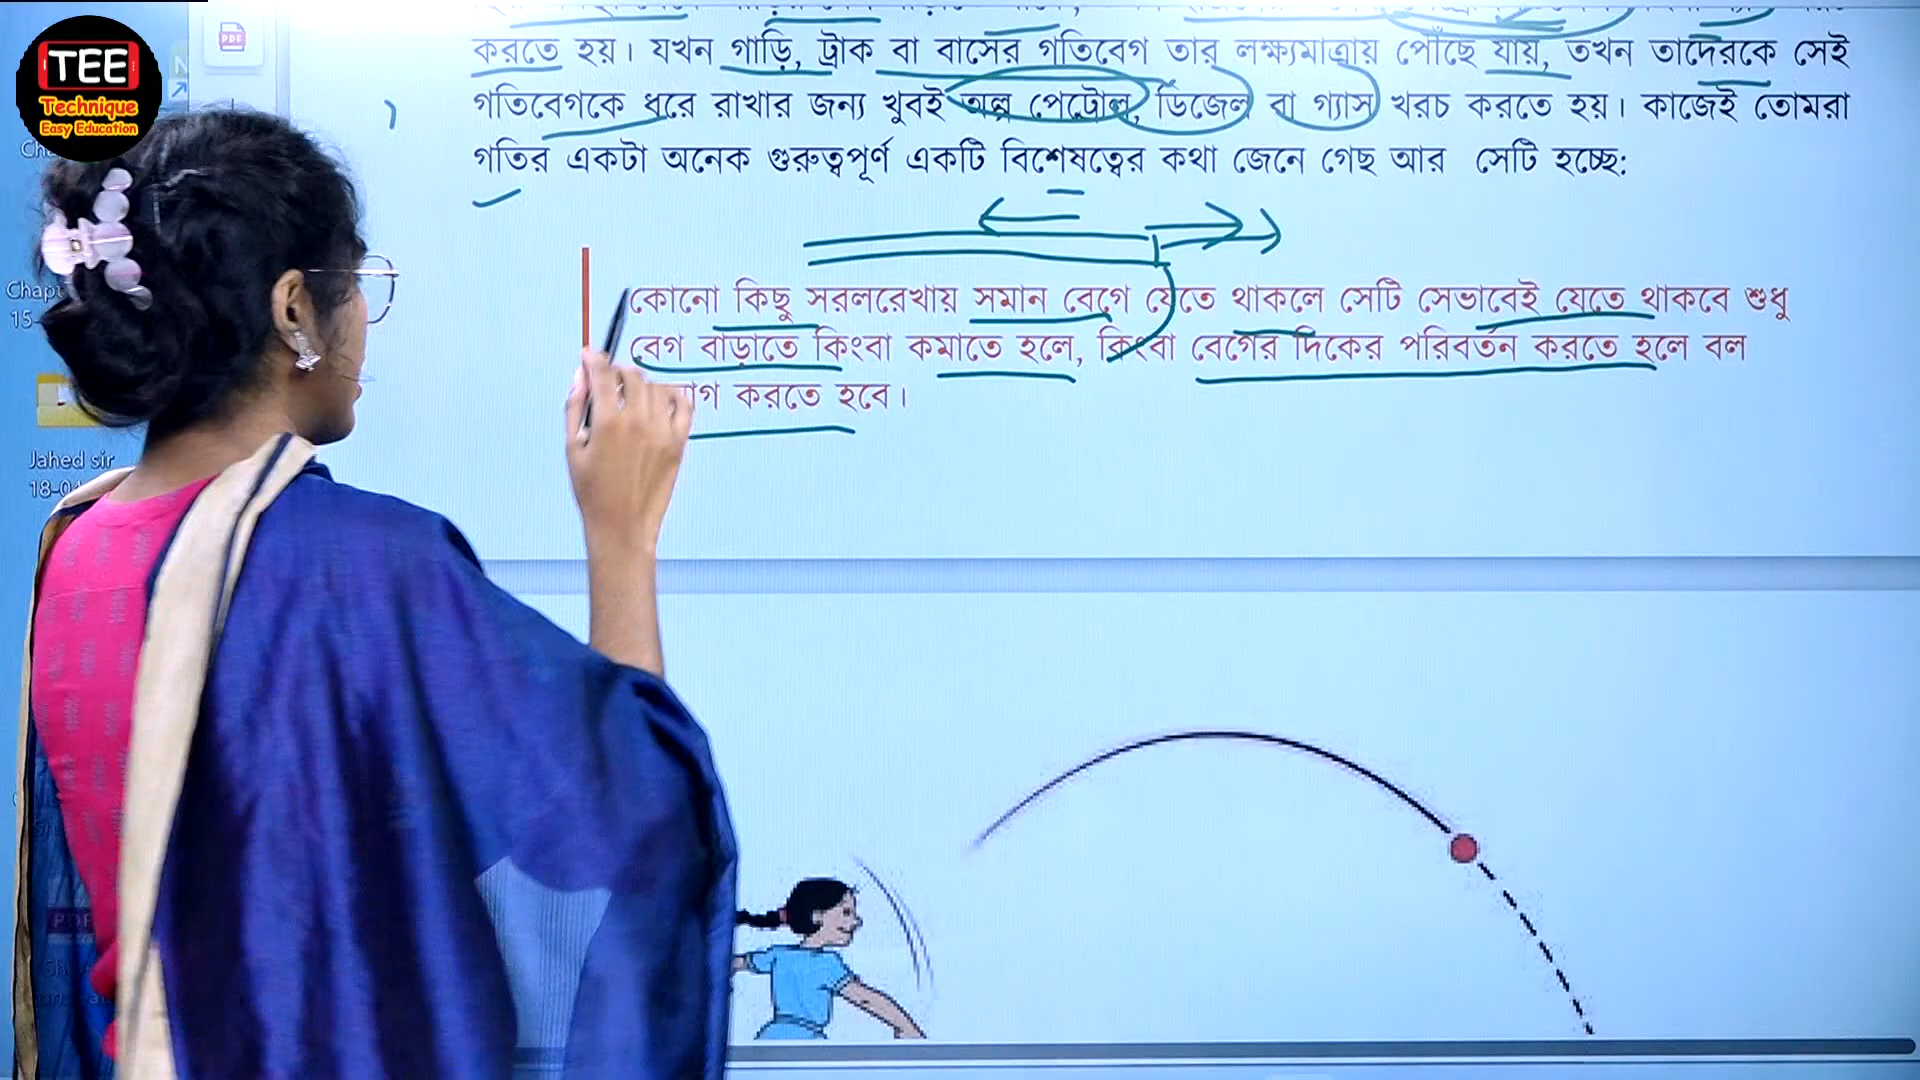 TEE
Technique
Easy Education
PDF
করতে হয়। যখন গাড়ি, ট্রাক বা বাসের গতিবেগ তার লক্ষ্যমাত্রায় পৌঁছে যায়, তখন তাদেরকে সেই
গতিবেগকে ধরে রাখার জন্য খুবই অল্প পেট্রোল, ডিজেল বা গ্যাস খরচ করতে হয়। কাজেই তোমরা
গতির একটা অনেক গুরুত্বপূর্ণ একটি বিশেষত্বের কথা জেনে গেছ আর সেটি হচ্ছে:
কোনো কিছু সরলরেখায় সমান বেগে যেতে থাকলে সেটি সেভাবেই যেতে থাকবে শুধু
বেগ বাড়াতে কিংবা কমাতে হলে, কিংবা বেগের দিকের পরিবর্তন করতে হলে বল
করতে হবে।
Jahed sir
PDF